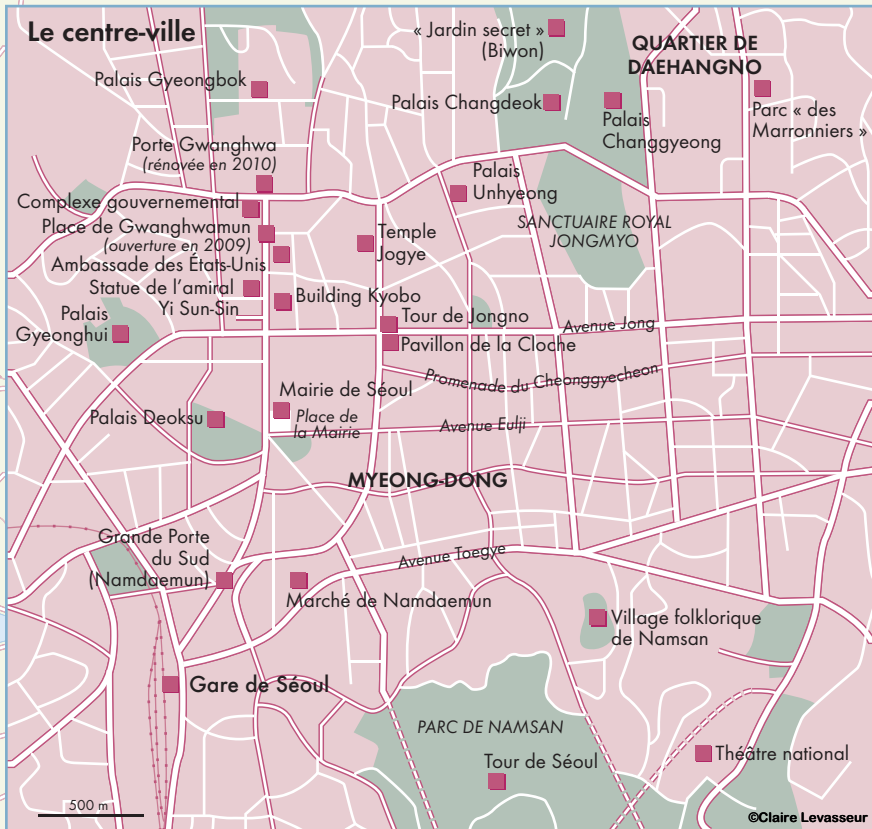 Le centre-ville
« Jardin secret »
(Biwon)
QUARTIER DE
DAEHANGNO
Palais Gyeongbok
Palais Changdeok
Palais
Changgyeong
Parc « des
Marronniers »
Porte Gwanghwa
(rénovée en 2010)
Palais
Unhyeong
Complexe gouvernemental
Place de Gwanghwamun
(ouverture en 2009)
SANCTUAIRE ROYAL
JONGMYO
Temple
Jogye
Ambassade des États-Unis
Statue de l'amiral
Yi Sun-Sin
Building Kyobo
Palais
Gyeonghui
Tour de Jongno
Avenue Jong
Pavillon de la Cloche
Promenade du Cheonggyecheon
Mairie de Séoul
Place de
la Mairie
Palais Deoksu
Avenue Eulji
MYEONG-DONG
Grande Porte
du Sud
(Namdaemun)
Avenue Toegye
Marché de Namdaemun
Village folklorique
de Namsan
Gare de Séoul
PARC DE NAMSAN
Tour de Séoul
Théâtre national
500 m
©Claire Levasseur